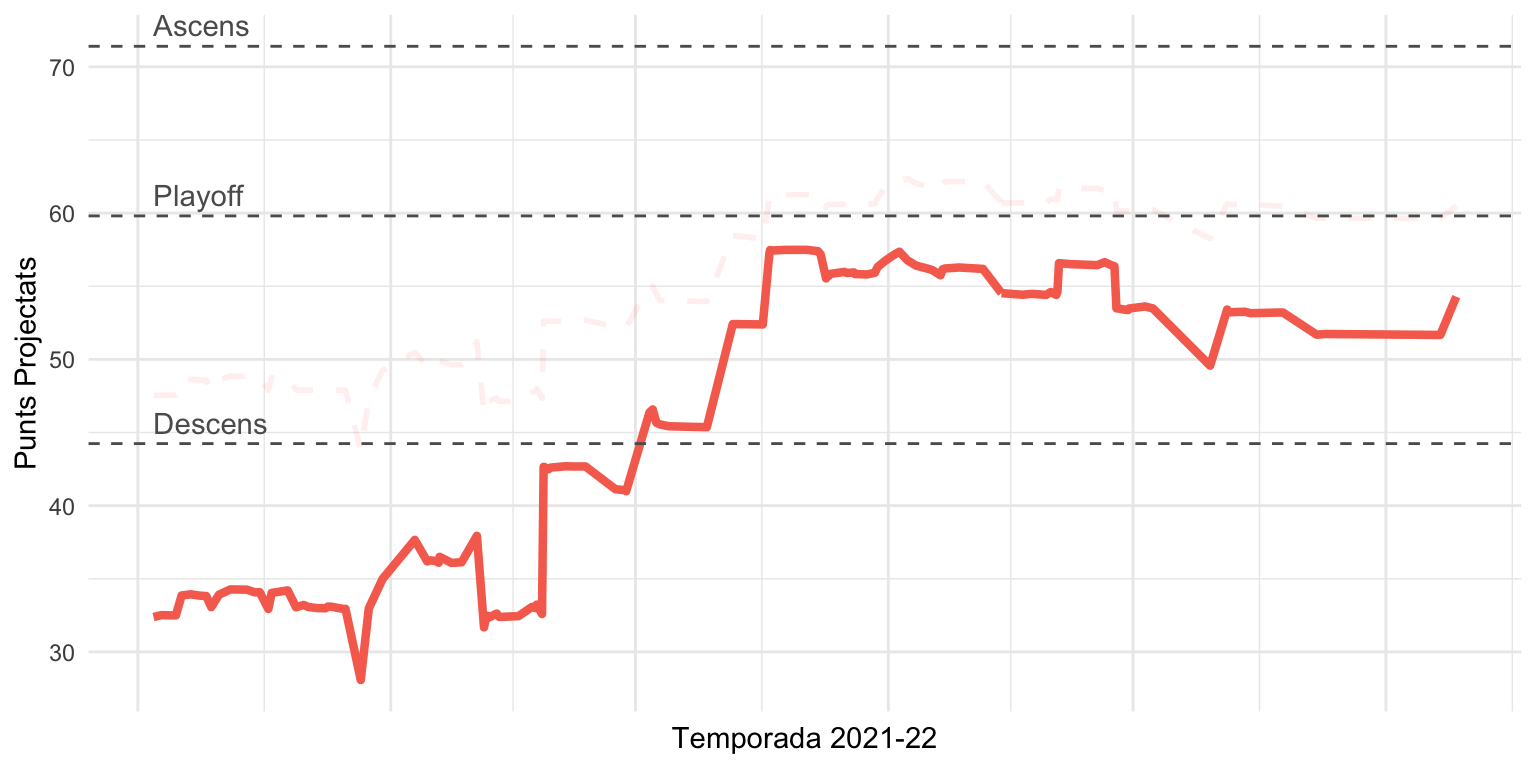 Ascens
70
Playoff
60
50
Descens
40
30
Punts Projectats
Temporada 2021-22